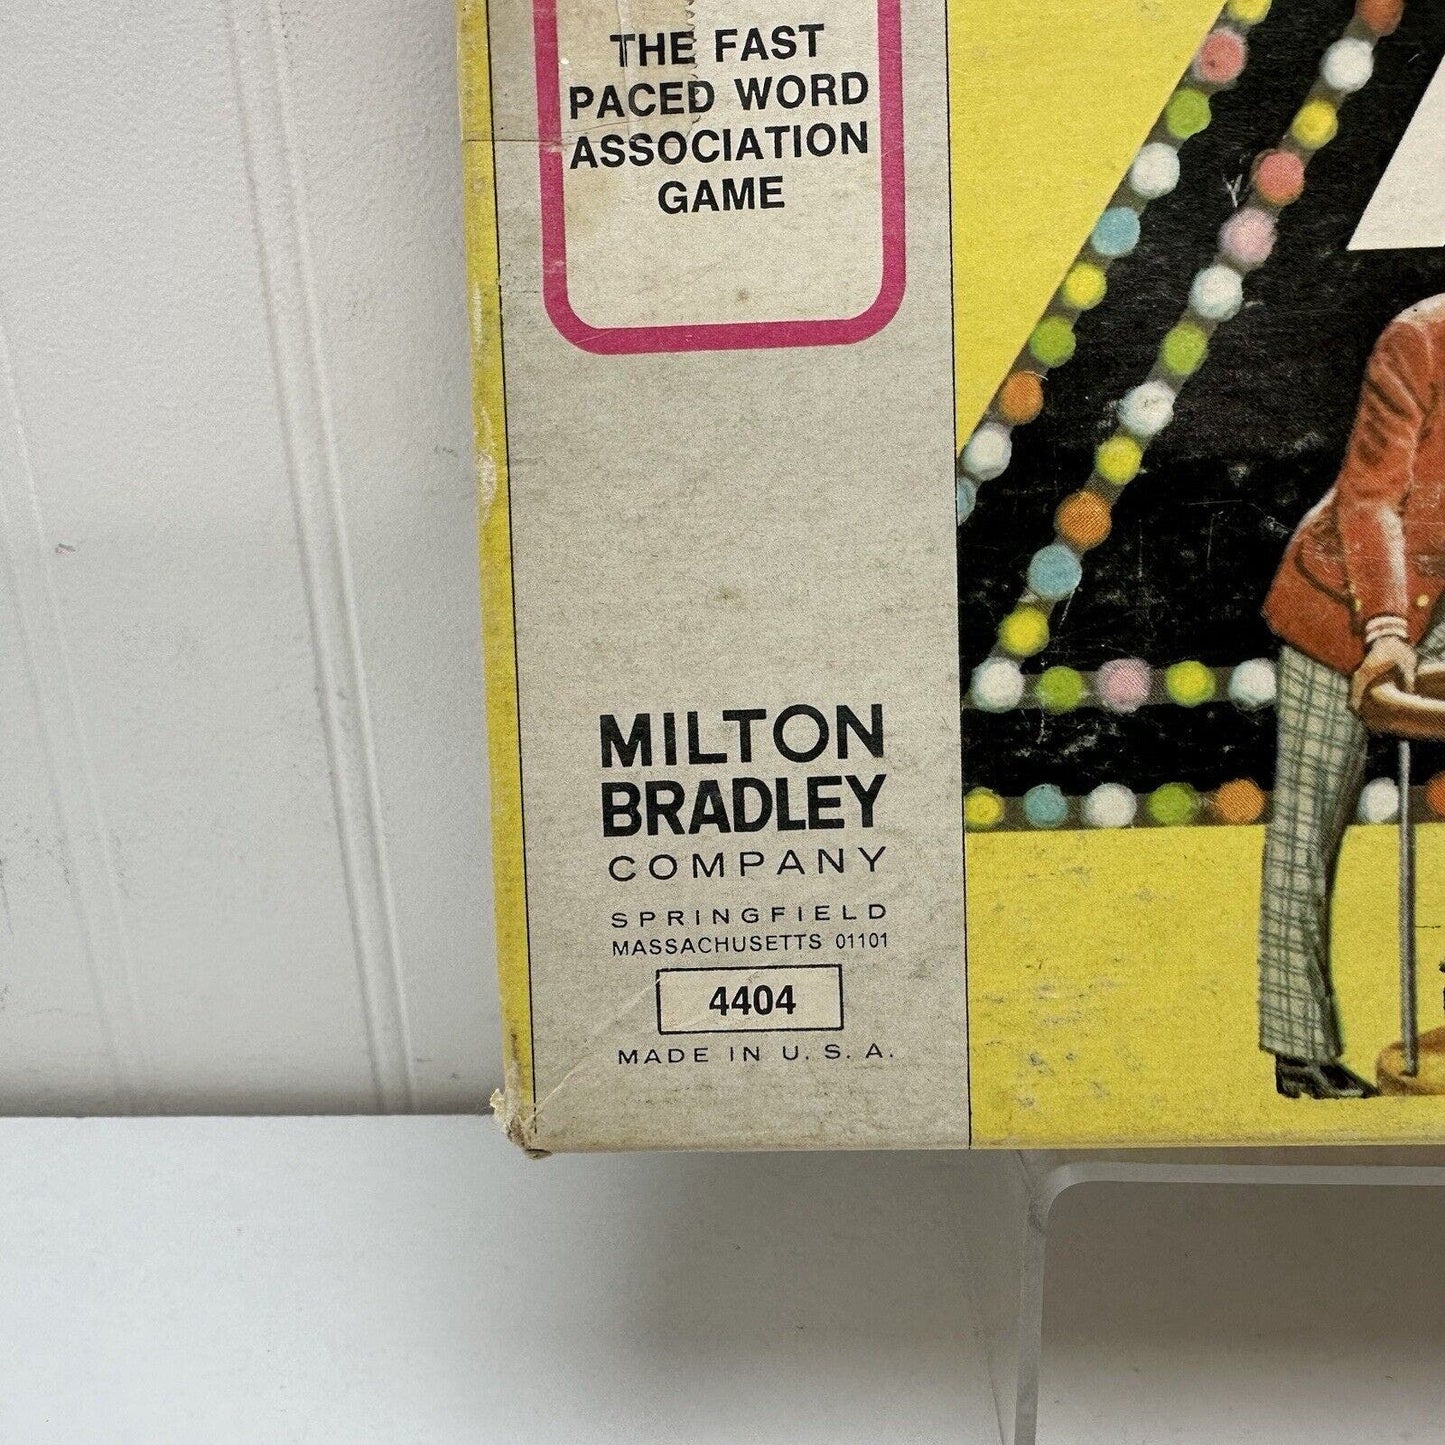 THE FAST
PACED WORD
ASSOCIATION
GAME
MILTON
BRADLEY
COMPANY
SPRINGFIELD
MASSACHUSETTS 01101
4404
MADE IN U. S. A.